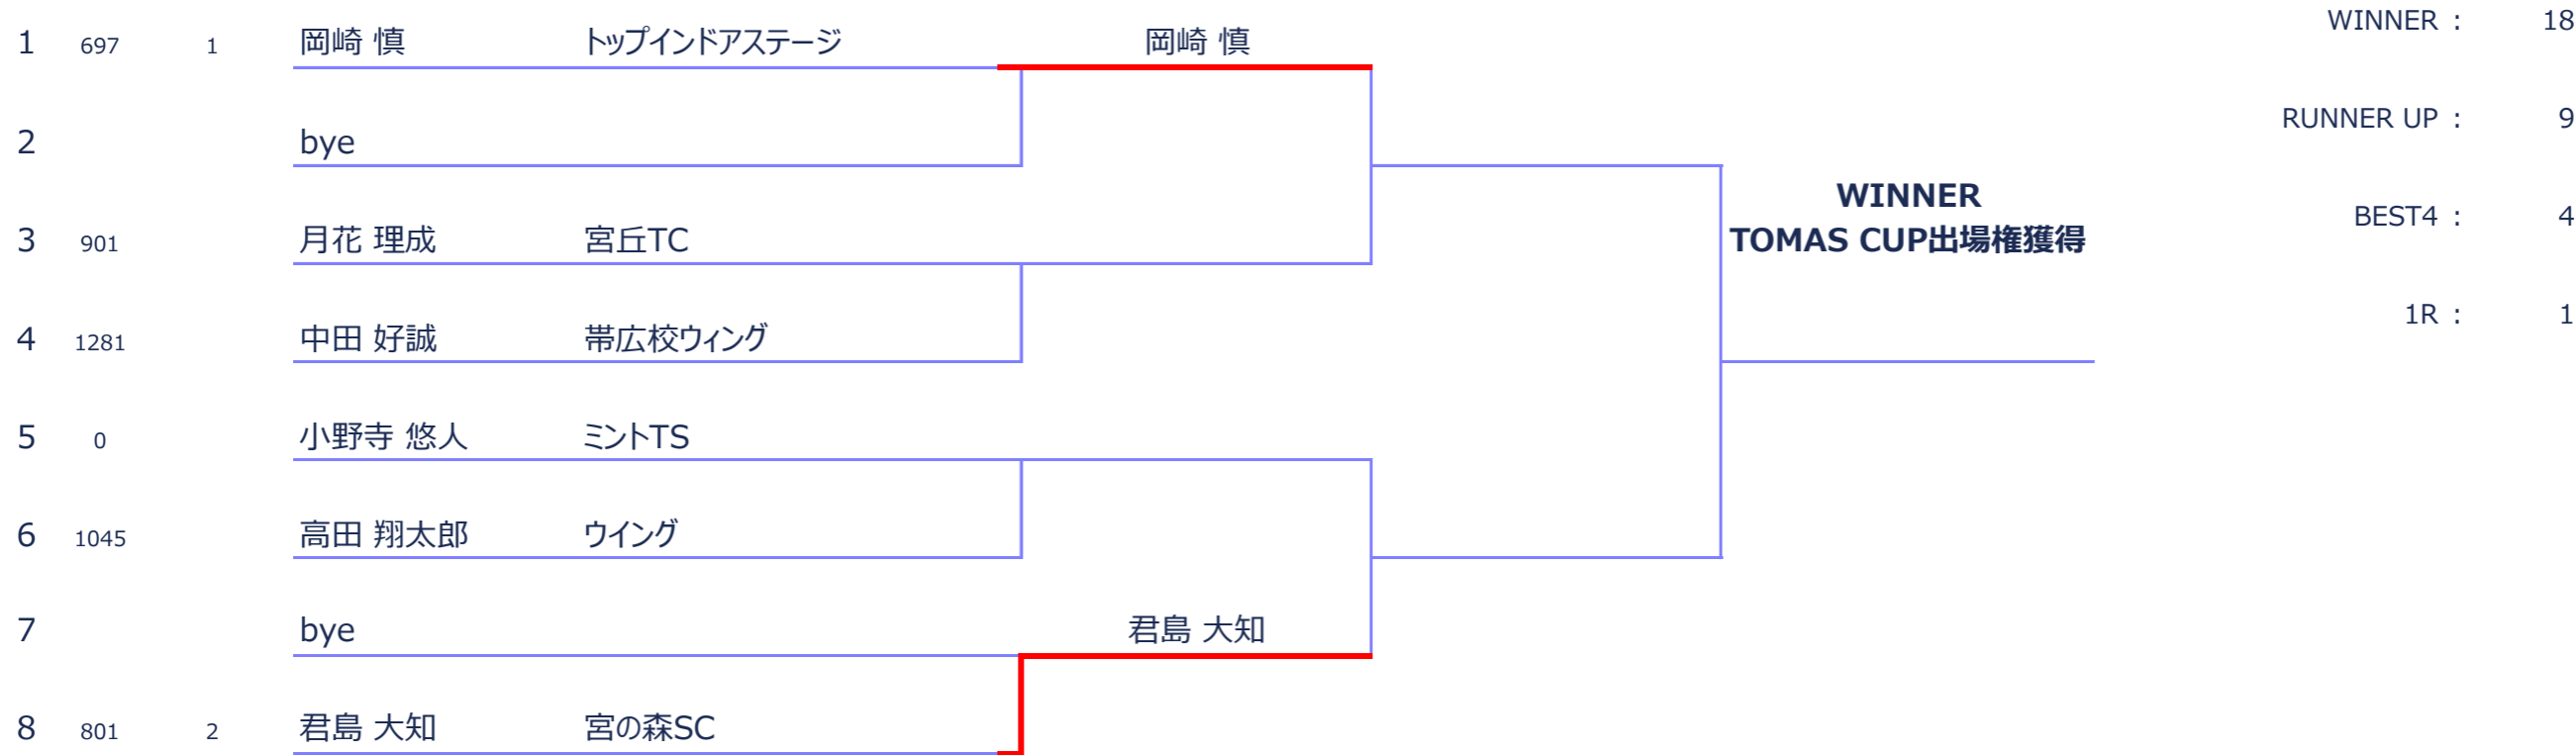 1 697 1 岡崎 慎 トップインドアステージ 岡崎 慎 WINNER : 18
2 bye RUNNER UP : 9
WINNER
3 901 月花 理成 宮丘TC TOMAS CUP出場権獲得 BEST4 : 4
4 1281 中田 好誠 帯広校ウィング 1R : 1
5 0 小野寺 悠人 ミントTS
6 1045 高田 翔太郎 ウイング
7 bye 君島 大知
8 801 2 君島 大知 宮の森SC